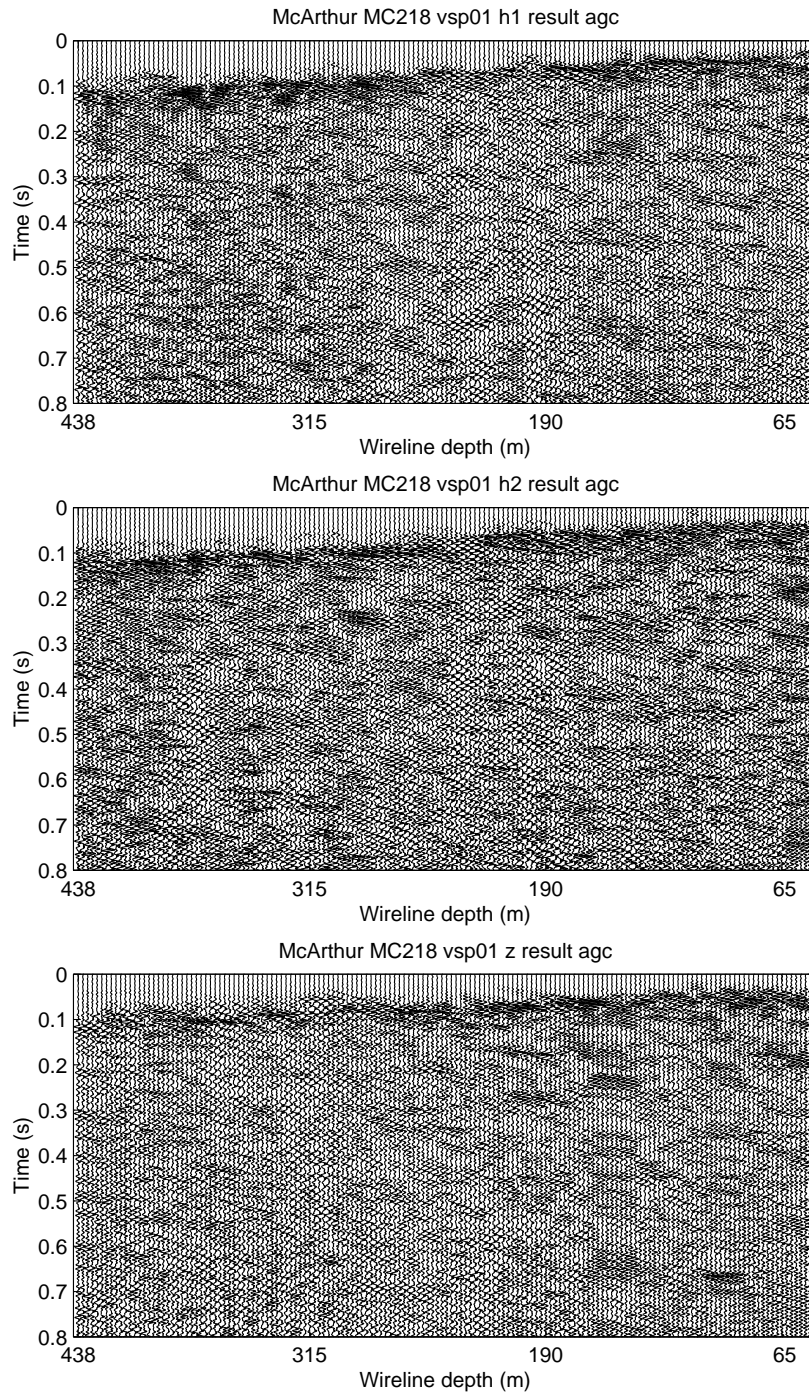 McArthur MC218 vsp01 h1 result agc
0
0.1
0.2
0.3
0.4
0.5
0.6
0.7
0.8
Time (s)
438 315 190 65
Wireline depth (m)
McArthur MC218 vsp01 h2 result agc
0
0.1
0.2
0.3
0.4
0.5
0.6
0.7
0.8
Time (s)
438 315 190 65
Wireline depth (m)
McArthur MC218 vsp01 z result agc
0
0.1
0.2
0.3
0.4
0.5
0.6
0.7
0.8
Time (s)
438 315 190 65
Wireline depth (m)